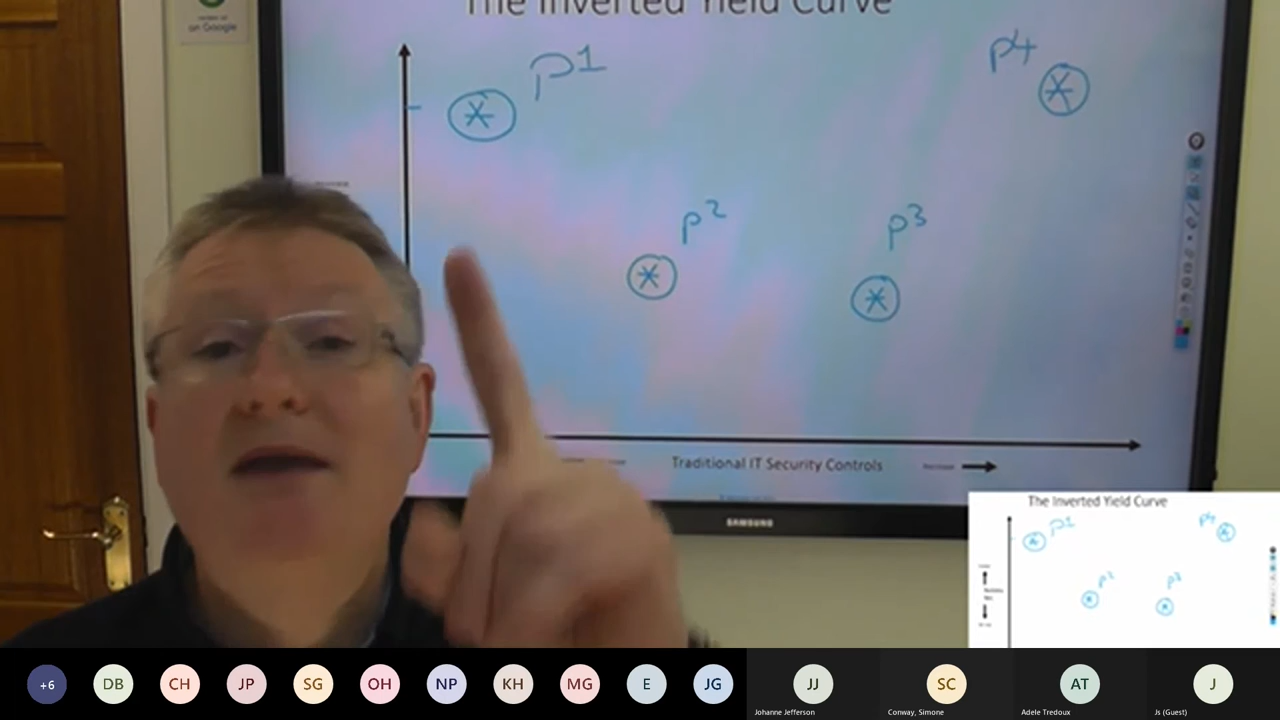 on Google
The Inverted Yield Curve
p1
p4
p2
p3
Traditional IT Security Controls
SAMSUNG
The Inverted Yield Curve
p1
p4
p2
p3
+6
DB
CH
JP
SG
OH
NP
KH
MG
E
JG
JJ
SC
AT
J
Johanne Jefferson
Conway, Simone
Adele Tredoux
Js (Guest)